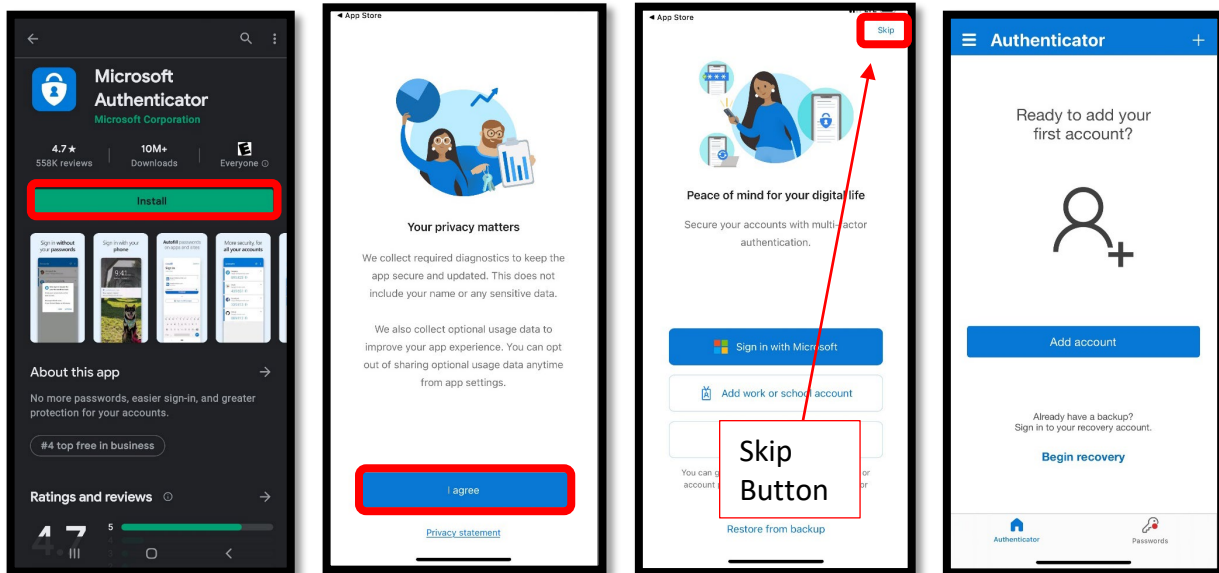 Microsoft
Authenticator
Microsoft Corporation
4.7★
558K reviews
10M+
Downloads
E
Everyone
Install
Sign in without
your passwords
Sign in with your
phone
Autofill passwords
on apps and sites
More security, for
all your accounts
9:41
About this app
No more passwords, easier sign-in, and greater
protection for your accounts.
#4 top free in business
Ratings and reviews
4.7
5
App Store
Your privacy matters
We collect required diagnostics to keep the
app secure and updated. This does not
include your name or any sensitive data.
We also collect optional usage data to
improve your app experience. You can opt
out of sharing optional usage data anytime
from app settings.
I agree
Privacy statement
App Store
Skip
Peace of mind for your digital life
Secure your accounts with multi-factor
authentication.
Sign in with Microsoft
Add work or school account
Skip
Button
You can g
or
account
or
Restore from backup
Authenticator
Ready to add your
first account?
Add account
Already have a backup?
Sign in to your recovery account.
Begin recovery
Authenticator
Passwords